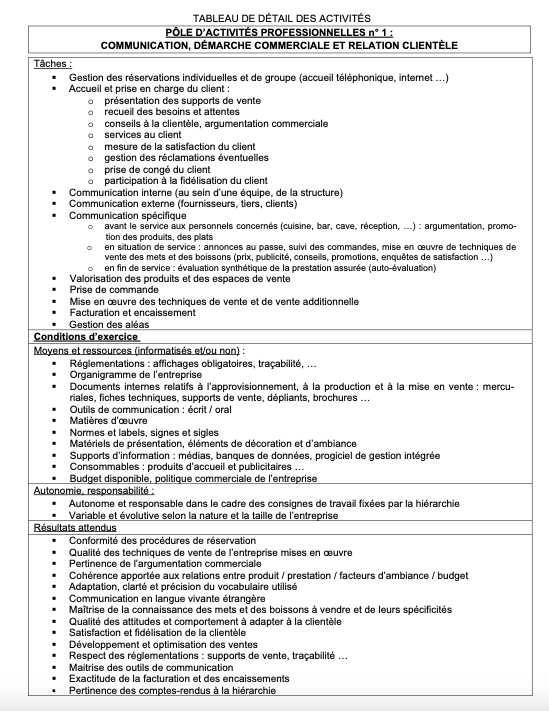 TABLEAU DE DÉTAIL DES ACTIVITÉS
PÔLE D'ACTIVITÉS PROFESSIONNELLES n° 1 :
COMMUNICATION, DÉMARCHE COMMERCIALE ET RELATION CLIENTÈLE
Tâches :
▪ Gestion des réservations individuelles et de groupe (accueil téléphonique, internet …)
▪ Accueil et prise en charge du client :
o présentation des supports de vente
o recueil des besoins et attentes
o conseils à la clientèle, argumentation commerciale
o services au client
o mesure de la satisfaction du client
o gestion des réclamations éventuelles
o prise de congé du client
o participation à la fidélisation du client
▪ Communication interne (au sein d'une équipe, de la structure)
▪ Communication externe (fournisseurs, tiers, clients)
▪ Communication spécifique
o avant le service aux personnels concernés (cuisine, bar, cave, réception, …) : argumentation, promo-
tion des produits, des plats
o en situation de service : annonces au passe, suivi des commandes, mise en œuvre de techniques de
vente des mets et des boissons (prix, publicité, conseils, promotions, enquêtes de satisfaction …)
o en fin de service : évaluation synthétique de la prestation assurée (auto-évaluation)
▪ Valorisation des produits et des espaces de vente
▪ Prise de commande
▪ Mise en œuvre des techniques de vente et de vente additionnelle
▪ Facturation et encaissement
▪ Gestion des aléas
Conditions d'exercice
Moyens et ressources (informatisés et/ou non) :
▪ Réglementations : affichages obligatoires, traçabilité, …
▪ Organigramme de l'entreprise
▪ Documents internes relatifs à l'approvisionnement, à la production et à la mise en vente : mercu-
riales, fiches techniques, supports de vente, dépliants, brochures …
▪ Outils de communication : écrit / oral
▪ Matières d'œuvre
▪ Normes et labels, signes et sigles
▪ Matériels de présentation, éléments de décoration et d'ambiance
▪ Supports d'information : médias, banques de données, progiciel de gestion intégrée
▪ Consommables : produits d'accueil et publicitaires …
▪ Budget disponible, politique commerciale de l'entreprise
Autonomie, responsabilité :
▪ Autonome et responsable dans le cadre des consignes de travail fixées par la hiérarchie
▪ Variable et évolutive selon la nature et la taille de l'entreprise
Résultats attendus
▪ Conformité des procédures de réservation
▪ Qualité des techniques de vente de l'entreprise mises en œuvre
▪ Pertinence de l'argumentation commerciale
▪ Cohérence apportée aux relations entre produit / prestation / facteurs d'ambiance / budget
▪ Adaptation, clarté et précision du vocabulaire utilisé
▪ Communication en langue vivante étrangère
▪ Maîtrise de la connaissance des mets et des boissons à vendre et de leurs spécificités
▪ Qualité des attitudes et comportement à adapter à la clientèle
▪ Satisfaction et fidélisation de la clientèle
▪ Développement et optimisation des ventes
▪ Respect des réglementations : supports de vente, traçabilité …
▪ Maitrise des outils de communication
▪ Exactitude de la facturation et des encaissements
▪ Pertinence des comptes-rendus à la hiérarchie